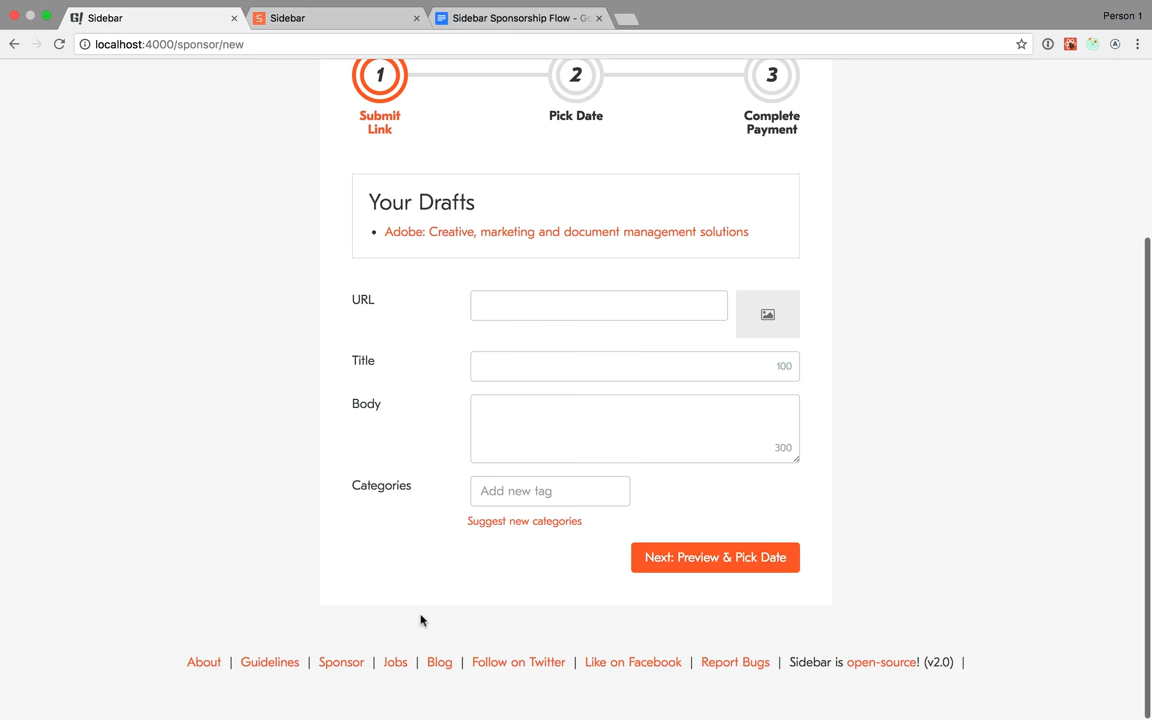 G! Sidebar
S Sidebar
Sidebar Sponsorship Flow - Go
Person 1
localhost:4000/sponsor/new
1
2
3
Submit Link
Pick Date
Complete Payment
Your Drafts
Adobe: Creative, marketing and document management solutions
URL
Title
100
Body
300
Categories
Add new tag
Suggest new categories
Next: Preview & Pick Date
About | Guidelines | Sponsor | Jobs | Blog | Follow on Twitter | Like on Facebook | Report Bugs | Sidebar is open-source! (v2.0) |